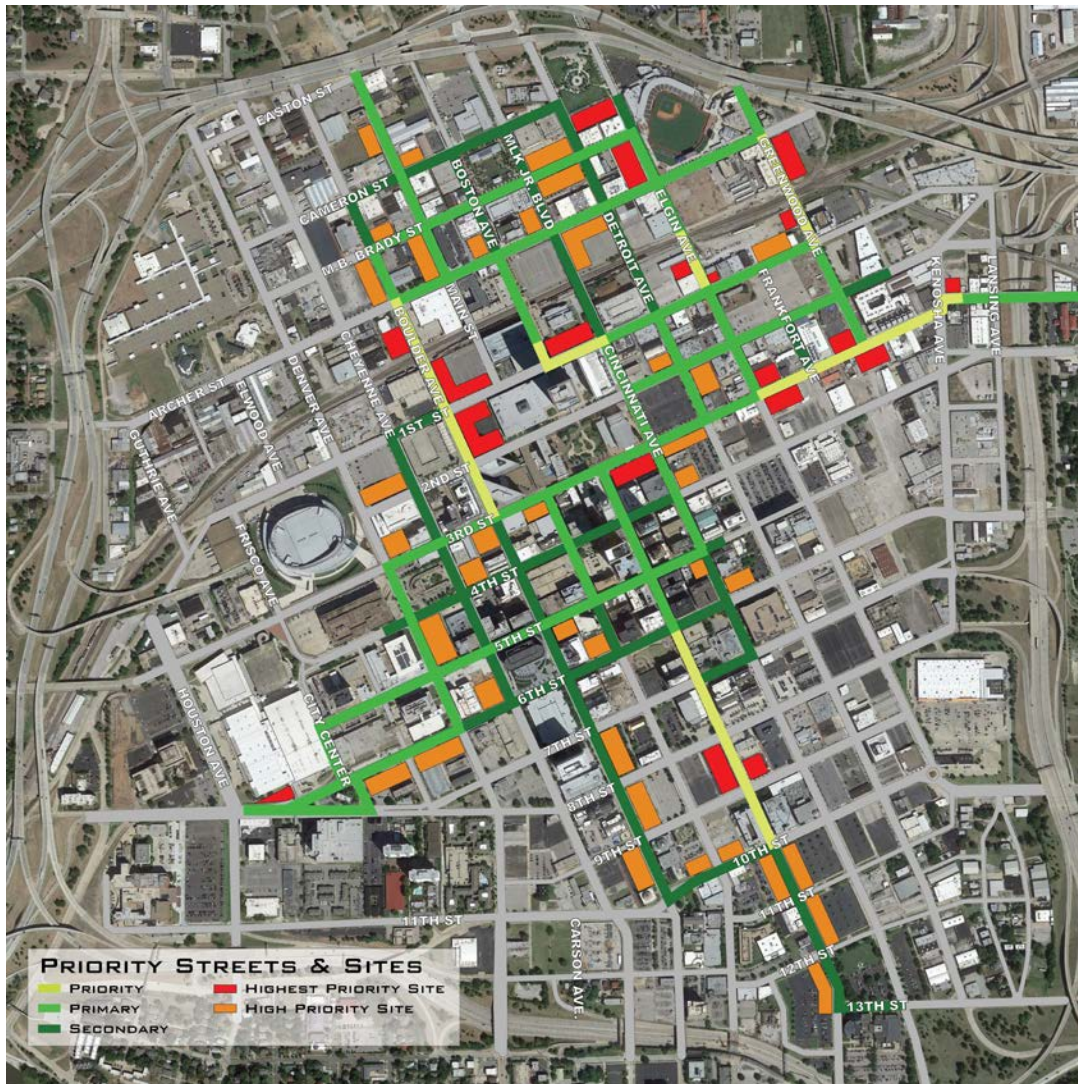 EASTON ST
CAMERON ST
M.B. BRADY ST
BOSTON AVE
MLK JR. BLVD
GREENWOOD AVE
ELGIN AVE
DETROIT AVE
MAIN ST
BOULDER AVE
CHEYENNE AVE
DENVER AVE
ELWOOD AVE
ARCHER ST
GUTHRIE AVE
FRISCO AVE
FRANKFORT AVE
KENOSHA AVE
LANSING AVE
CINCINNATI AVE
1ST ST
2ND ST
3RD ST
4TH ST
5TH ST
6TH ST
7TH ST
8TH ST
9TH ST
10TH ST
11TH ST
11TH ST
12TH ST
13TH ST
HOUSTON AVE
CITY CENTER
CARSON AVE.
PRIORITY STREETS & SITES
PRIORITY
HIGHEST PRIORITY SITE
PRIMARY
HIGH PRIORITY SITE
SECONDARY